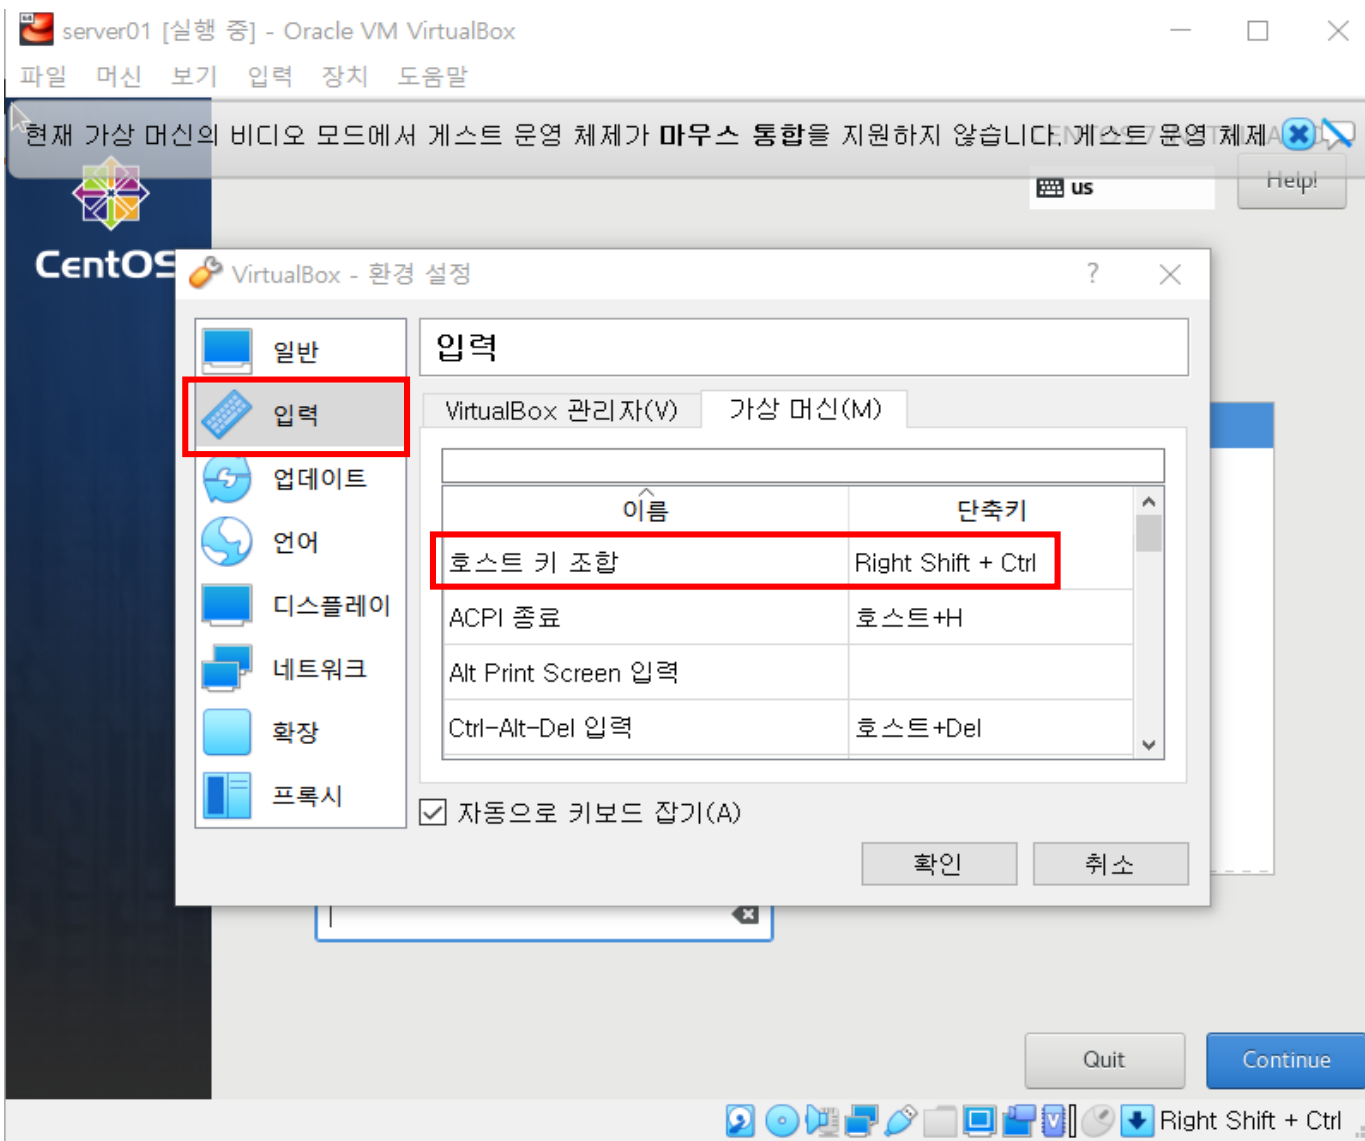 server01 [실행 중] - Oracle VM VirtualBox
파일 머신 보기 입력 장치 도움말
현재 가상 머신의 비디오 모드에서 게스트 운영 체제가 마우스 통합을 지원하지 않습니다. 게스트 운영 체제
us
Help!
CentOS
VirtualBox - 환경 설정
?
일반
입력
업데이트
언어
디스플레이
네트워크
확장
프록시
입력
VirtualBox 관리자(V) 가상 머신(M)
이름 단축키
호스트 키 조합 Right Shift + Ctrl
ACPI 종료 호스트+H
Alt Print Screen 입력
Ctrl-Alt-Del 입력 호스트+Del
자동으로 키보드 잡기(A)
확인 취소
Quit Continue
Right Shift + Ctrl